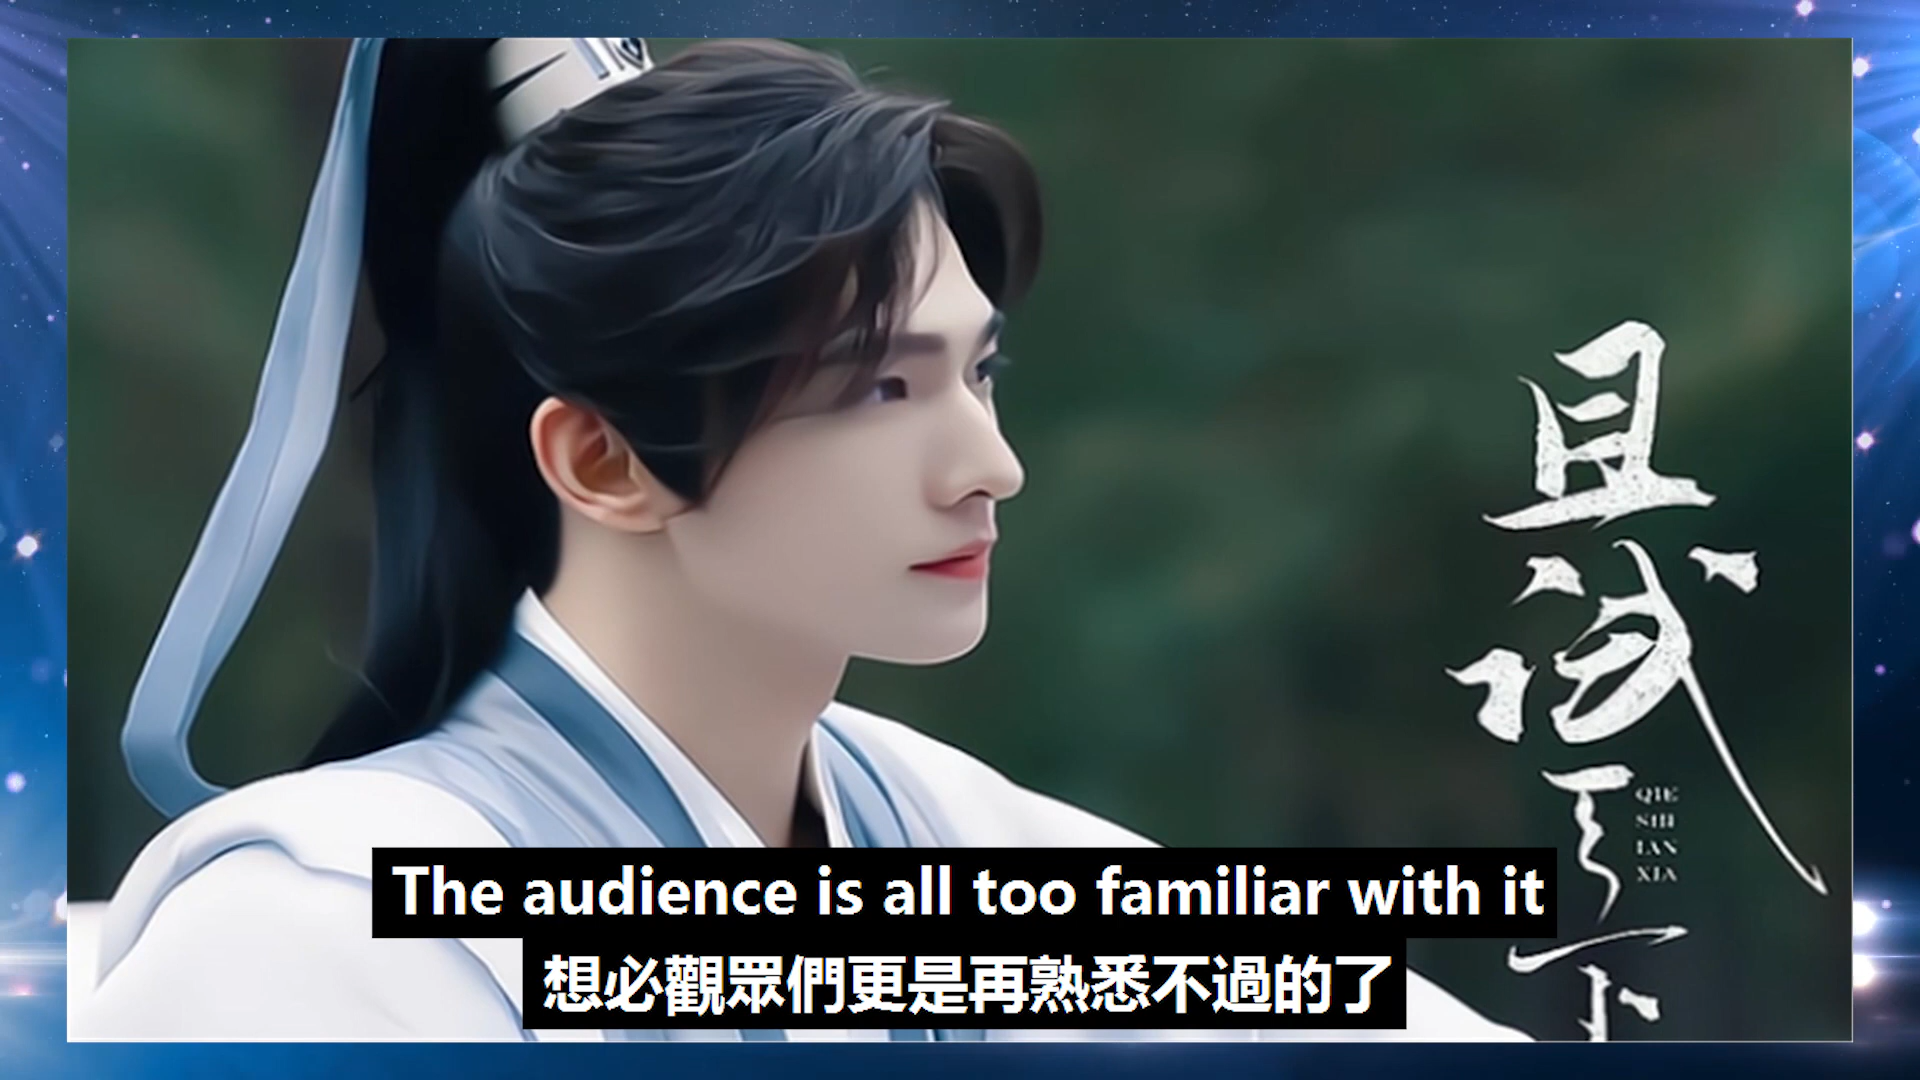 且试天下
QIE
SHI
TIAN
XIA
The audience is all too familiar with it
想必觀眾們更是再熟悉不過的了